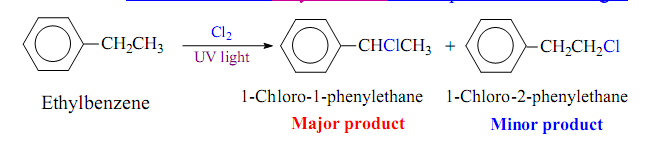 CH₂CH₃ Cl₂ UV light CHClCH₃ + CH₂CH₂Cl
Ethylbenzene 1-Chloro-1-phenylethane 1-Chloro-2-phenylethane
Major product Minor product